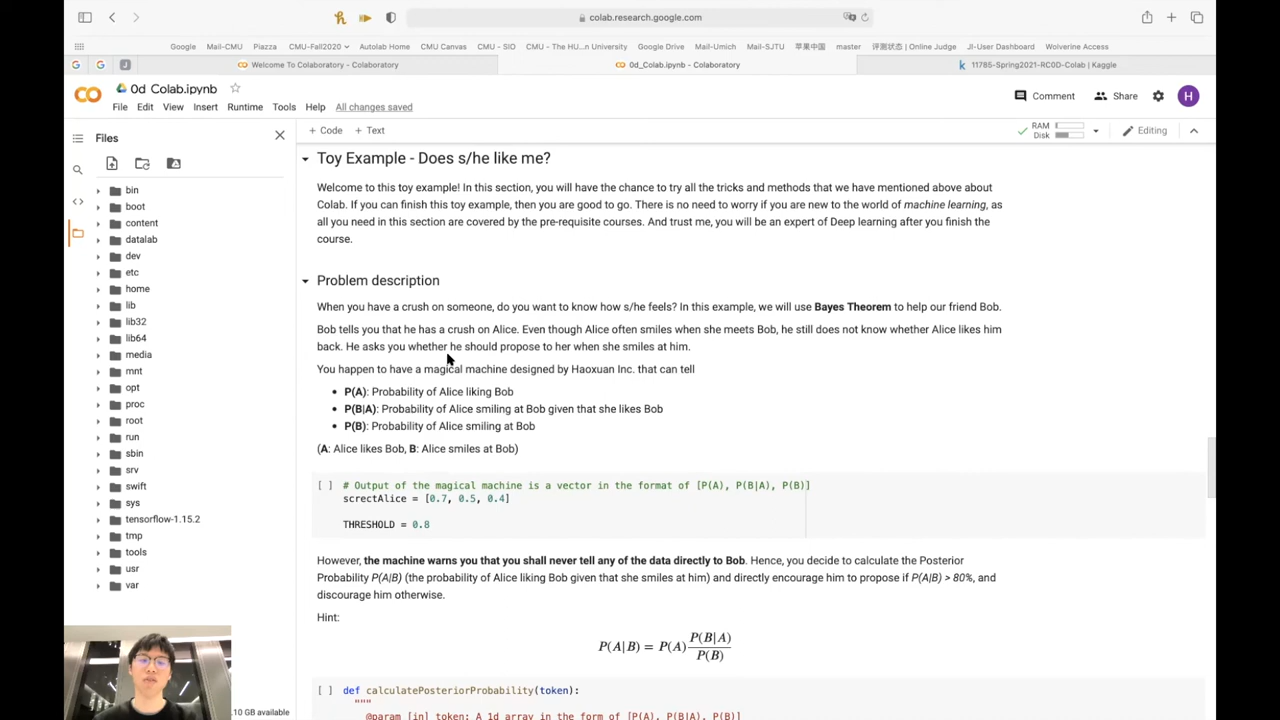 colab.research.google.com
Google Mail-CMU Piazza CMU-Fall2020 Autolab Home CMU Canvas CMU - SIO CMU - The HU...n University Google Drive Mail-Umich Mail-SJTU 苹果中国 master 评测状态 | Online Judge JI-User Dashboard Wolverine Access
Welcome To Colaboratory - Colaboratory 0d_Colab.ipynb - Colaboratory 11785-Spring2021-RC0D-Colab | Kaggle
0d Colab.ipynb
Comment Share H
File Edit View Insert Runtime Tools Help All changes saved
Files
+ Code + Text
RAM
Disk
Editing
bin
boot
content
datalab
dev
etc
home
lib
lib32
lib64
media
mnt
opt
proc
root
run
sbin
srv
swift
sys
tensorflow-1.15.2
tmp
tools
usr
var
.10 GB available
Toy Example - Does s/he like me?
Welcome to this toy example! In this section, you will have the chance to try all the tricks and methods that we have mentioned above about
Colab. If you can finish this toy example, then you are good to go. There is no need to worry if you are new to the world of machine learning, as
all you need in this section are covered by the pre-requisite courses. And trust me, you will be an expert of Deep learning after you finish the
course.
Problem description
When you have a crush on someone, do you want to know how s/he feels? In this example, we will use Bayes Theorem to help our friend Bob.
Bob tells you that he has a crush on Alice. Even though Alice often smiles when she meets Bob, he still does not know whether Alice likes him
back. He asks you whether he should propose to her when she smiles at him.
You happen to have a magical machine designed by Haoxuan Inc. that can tell
• P(A): Probability of Alice liking Bob
• P(B|A): Probability of Alice smiling at Bob given that she likes Bob
• P(B): Probability of Alice smiling at Bob
(A: Alice likes Bob, B: Alice smiles at Bob)
[ ] # Output of the magical machine is a vector in the format of [P(A), P(B|A), P(B)]
screctAlice = [0.7, 0.5, 0.4]
THRESHOLD = 0.8
However, the machine warns you that you shall never tell any of the data directly to Bob. Hence, you decide to calculate the Posterior
Probability P(A|B) (the probability of Alice liking Bob given that she smiles at him) and directly encourage him to propose if P(A|B) > 80%, and
discourage him otherwise.
Hint:
P(A|B) = P(A) P(B|A) / P(B)
[ ] def calculatePosteriorProbability(token):
"""
@param [in] token: A 1d array in the form of [P(A), P(B|A), P(B)]